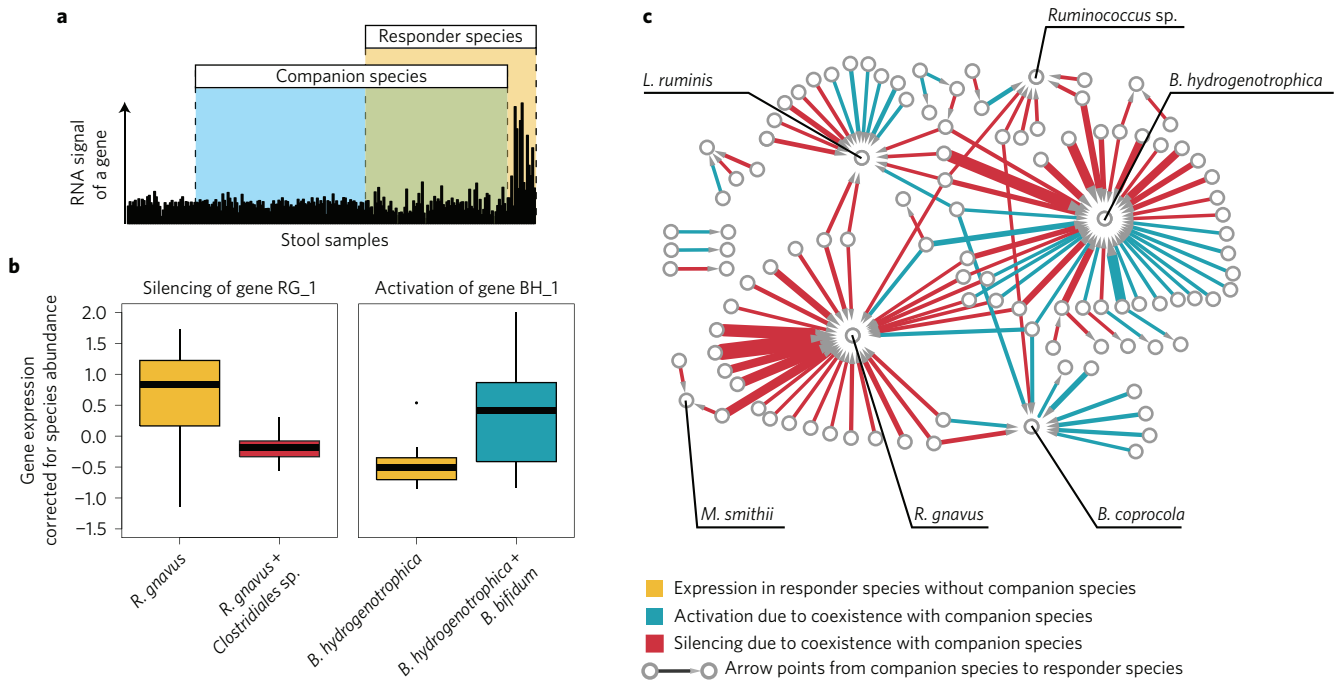 a
Responder species
Companion species
RNA signal
of a gene
Stool samples
b
Silencing of gene RG_1
Activation of gene BH_1
Gene expression
corrected for species abundance
2.0
1.5
1.0
0.5
0.0
−0.5
−1.0
−1.5
R. gnavus
R. gnavus +
Clostridiales sp.
B. hydrogenotrophica
B. hydrogenotrophica +
B. bifidum
c
Ruminococcus sp.
L. ruminis
B. hydrogenotrophica
M. smithii
R. gnavus
B. coprocola
Expression in responder species without companion species
Activation due to coexistence with companion species
Silencing due to coexistence with companion species
Arrow points from companion species to responder species